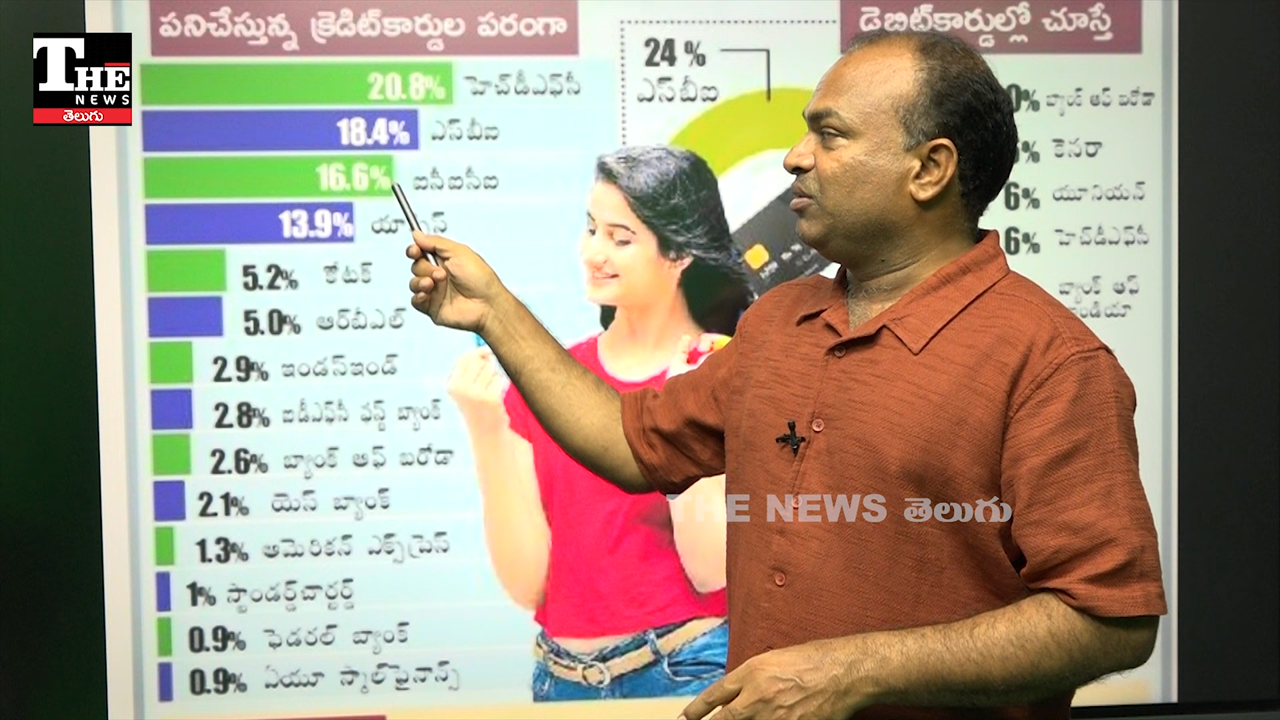 THE
NEWS
తెలుగు
పనిచేస్తున్న క్రెడిట్‌కార్డుల పరంగా
20.8% హెచ్‌డీఎఫ్‌సీ
18.4% ఎస్‌బీఐ
16.6% ఐసీఐసీఐ
13.9%
5.2% కోటక్
5.0% ఆర్‌బీఎల్
2.9% ఇండస్‌ఇండ్
2.8% ఐడీఎఫ్‌సీ ఫస్ట్ బ్యాంక్
2.6% బ్యాంక్ ఆఫ్ బరోడా
2.1% యెస్ బ్యాంక్
1.3% అమెరికన్ ఎక్స్‌ప్రెస్
1% స్టాండర్డ్‌చార్టర్డ్
0.9% ఫెడరల్ బ్యాంక్
0.9% ఏయూ స్మాల్‌ఫైనాన్స్
24 %
ఎస్‌బీఐ
డెబిట్‌కార్డుల్లో చూస్తే
బ్యాంక్ ఆఫ్ బరోడా
కెనరా
6% యూనియన్
6% హెచ్‌డీఎఫ్‌సీ
బ్యాంక్ ఆఫ్
THE NEWS తెలుగు